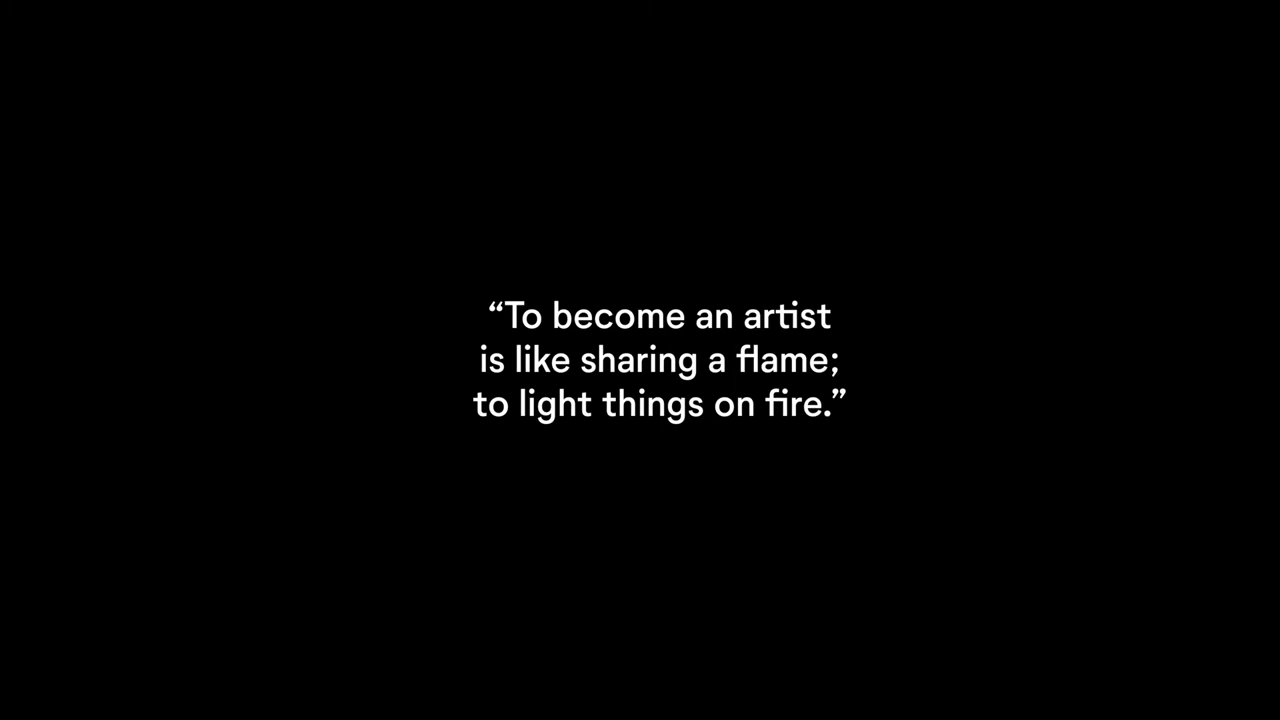 “To become an artist
is like sharing a flame;
to light things on fire.”